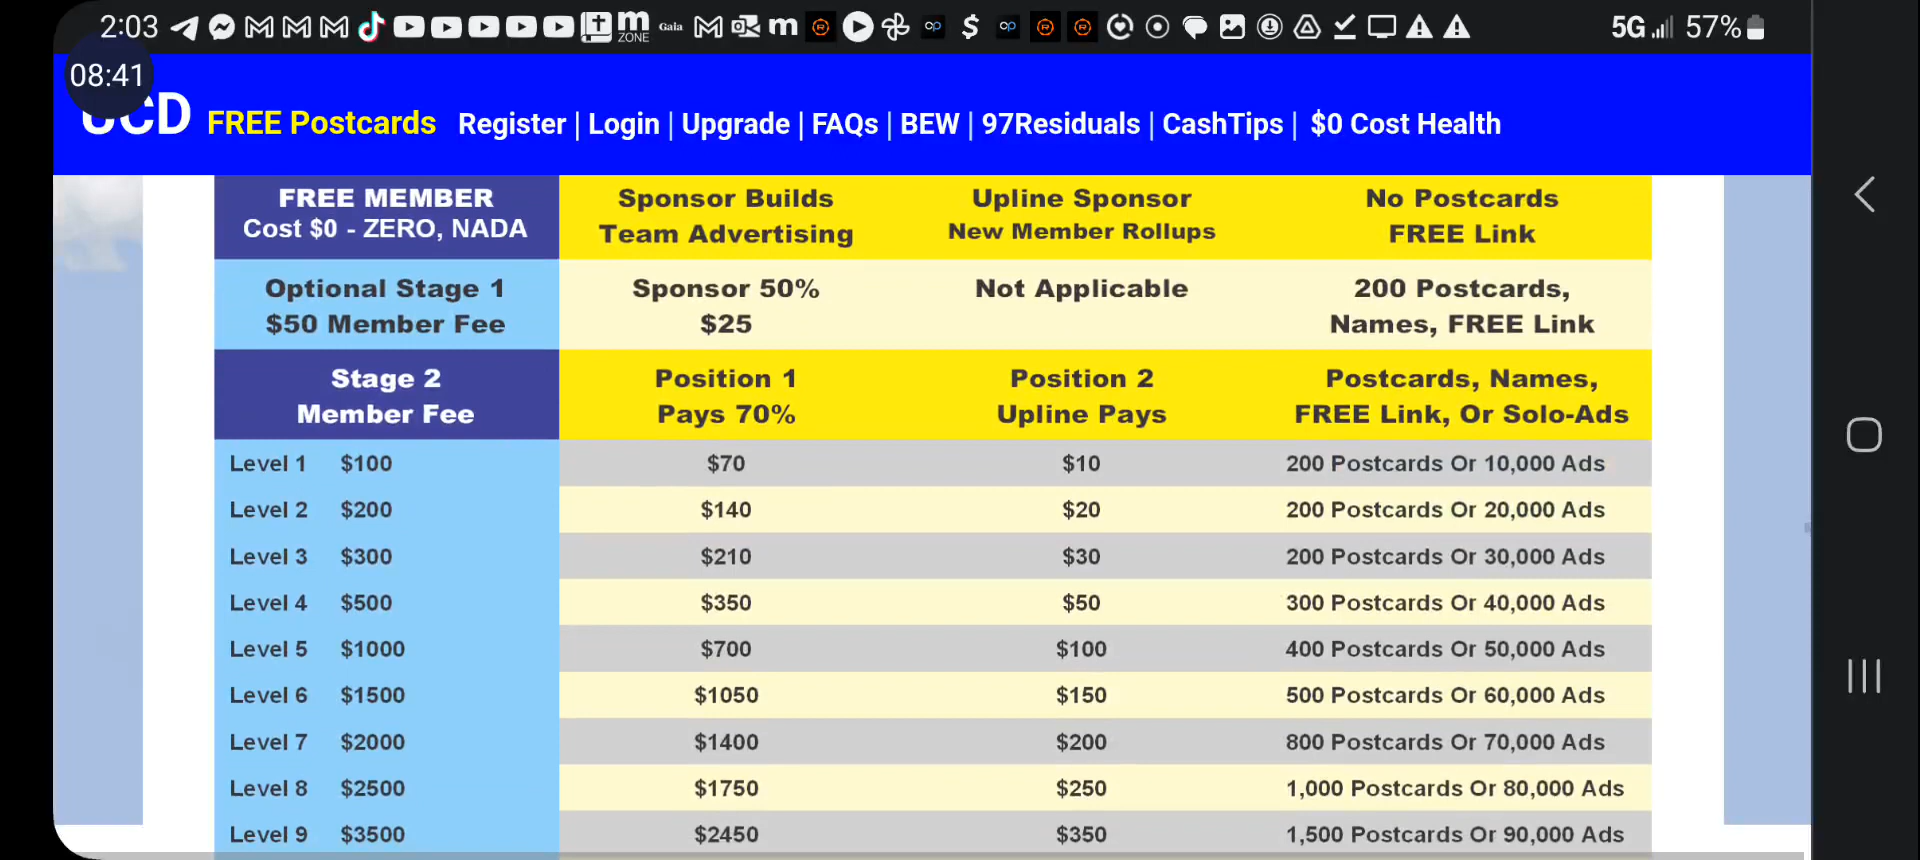 2:03 ZONE Gaia 5G 57%
08:41
CD FREE Postcards Register | Login | Upgrade | FAQs | BEW | 97Residuals | CashTips | $0 Cost Health
FREE MEMBER Sponsor Builds Upline Sponsor No Postcards
Cost $0 - ZERO, NADA Team Advertising New Member Rollups FREE Link
Optional Stage 1 Sponsor 50% Not Applicable 200 Postcards,
$50 Member Fee $25 Names, FREE Link
Stage 2 Position 1 Position 2 Postcards, Names,
Member Fee Pays 70% Upline Pays FREE Link, Or Solo-Ads
Level 1 $100 $70 $10 200 Postcards Or 10,000 Ads
Level 2 $200 $140 $20 200 Postcards Or 20,000 Ads
Level 3 $300 $210 $30 200 Postcards Or 30,000 Ads
Level 4 $500 $350 $50 300 Postcards Or 40,000 Ads
Level 5 $1000 $700 $100 400 Postcards Or 50,000 Ads
Level 6 $1500 $1050 $150 500 Postcards Or 60,000 Ads
Level 7 $2000 $1400 $200 800 Postcards Or 70,000 Ads
Level 8 $2500 $1750 $250 1,000 Postcards Or 80,000 Ads
Level 9 $3500 $2450 $350 1,500 Postcards Or 90,000 Ads